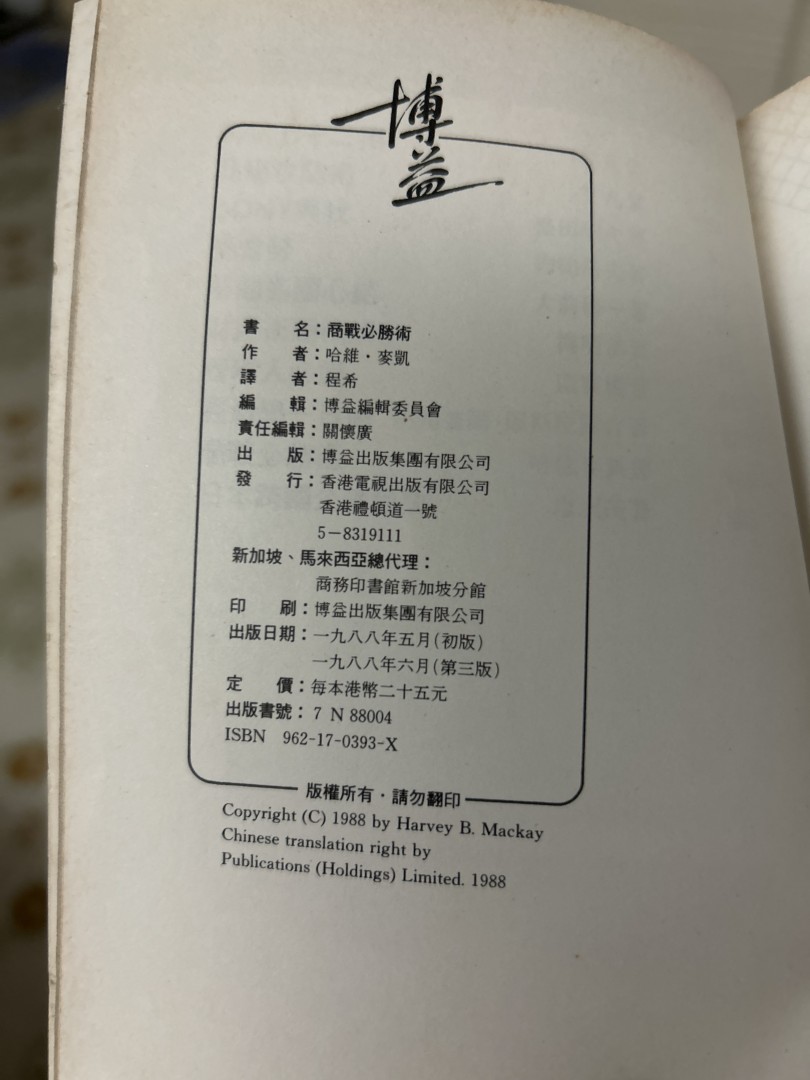 博益
書　　名：商戰必勝術
作　　者：哈維·麥凱
譯　　者：程希
編　　輯：博益編輯委員會
責任編輯：關懷廣
出　　版：博益出版集團有限公司
發　　行：香港電視出版有限公司
香港禮頓道一號
5－8319111
新加坡、馬來西亞總代理：
商務印書館新加坡分館
印　　刷：博益出版集團有限公司
出版日期：一九八八年五月(初版)
一九八八年六月(第三版)
定　　價：每本港幣二十五元
出版書號：7 N 88004
ISBN 962-17-0393-X
版權所有·請勿翻印
Copyright (C) 1988 by Harvey B. Mackay
Chinese translation right by
Publications (Holdings) Limited. 1988